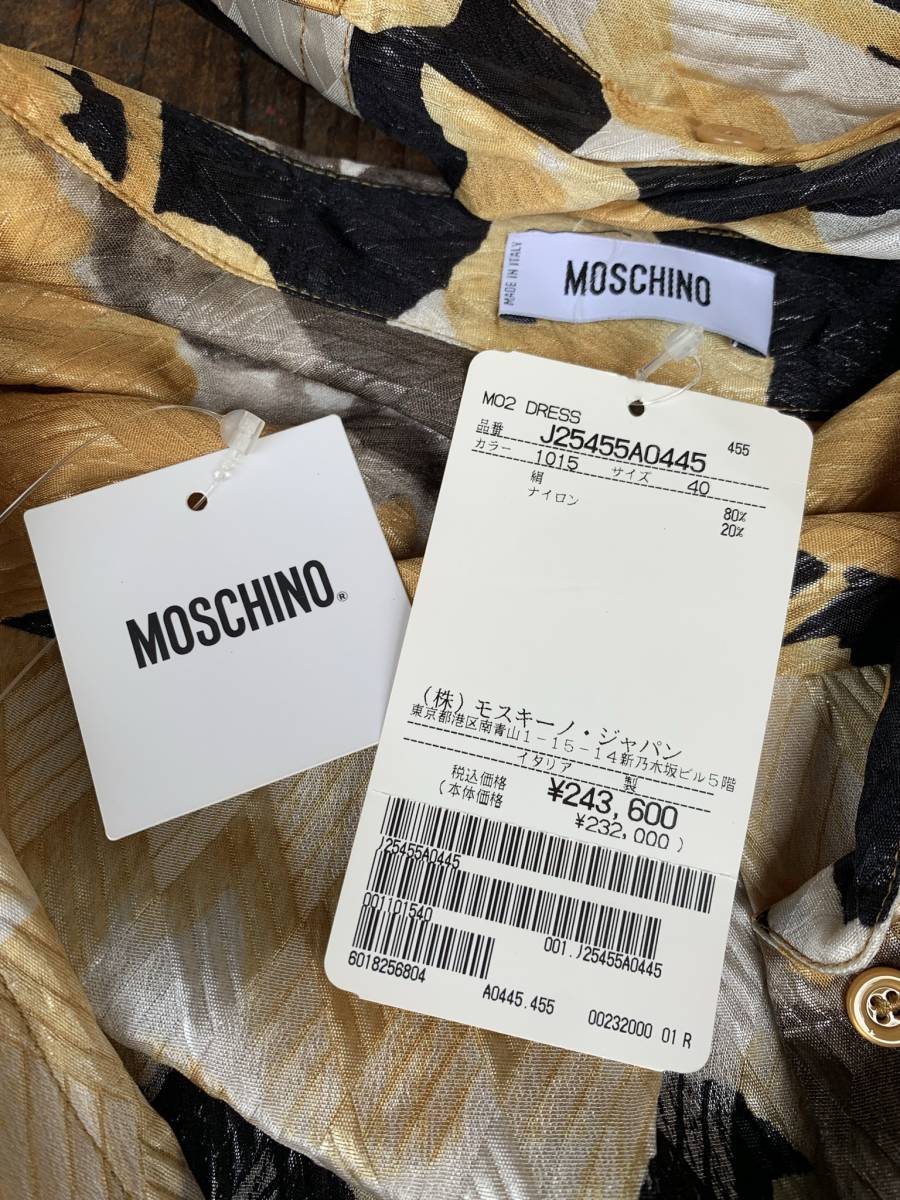 MADE IN ITALY
MOSCHINO
MOSCHINO®
M02 DRESS
品番 J25455A0445 455
カラー 1015 サイズ 40
絹 80%
ナイロン 20%
(株)モスキーノ・ジャパン
東京都港区南青山1-15-14新乃木坂ビル5階
イタリア 製
税込価格 ¥243,600
(本体価格 ¥232,000)
J25455A0445
001101540
001.J25455A0445
6018256804
A0445.455
00232000 01 R